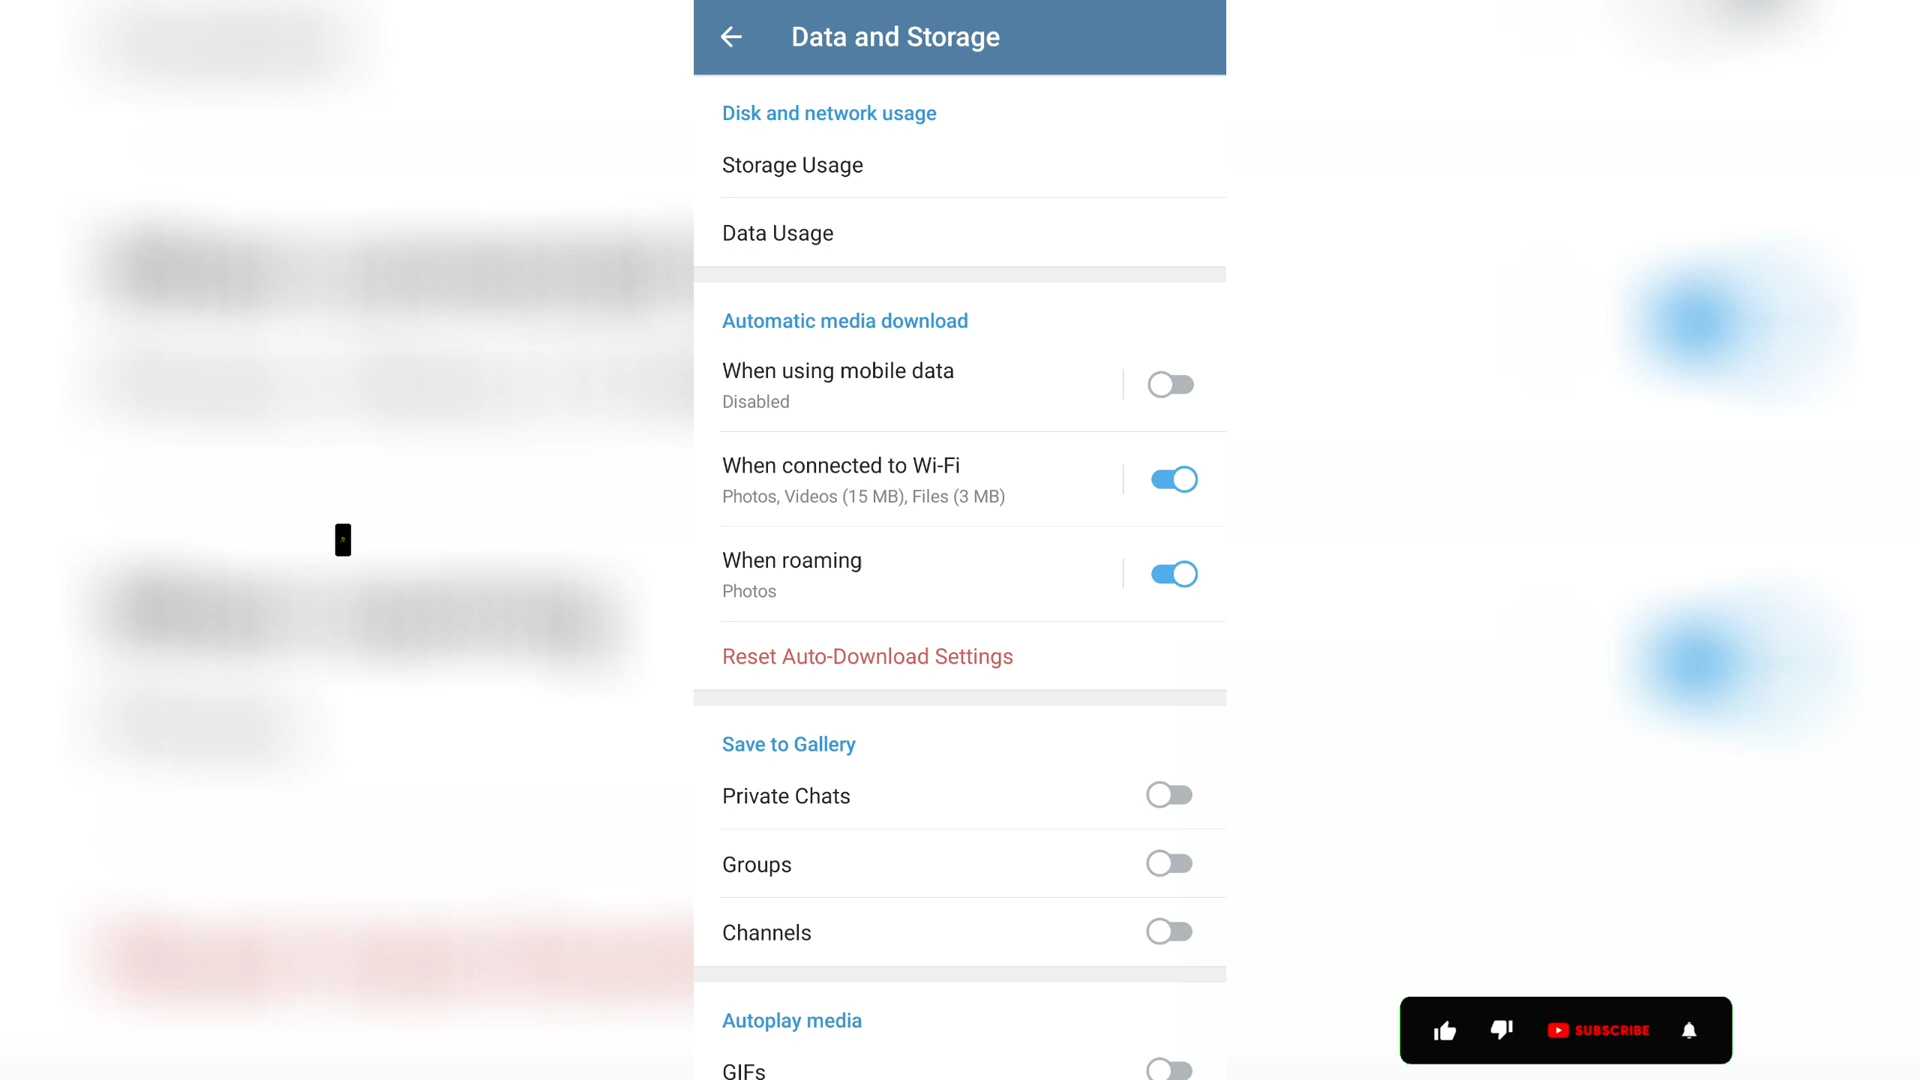 Data and Storage
Disk and network usage
Storage Usage
Data Usage
Automatic media download
When using mobile data
Disabled
When connected to Wi-Fi
Photos, Videos (15 MB), Files (3 MB)
When roaming
Photos
Reset Auto-Download Settings
Save to Gallery
Private Chats
Groups
Channels
Autoplay media
GIFs
SUBSCRIBE